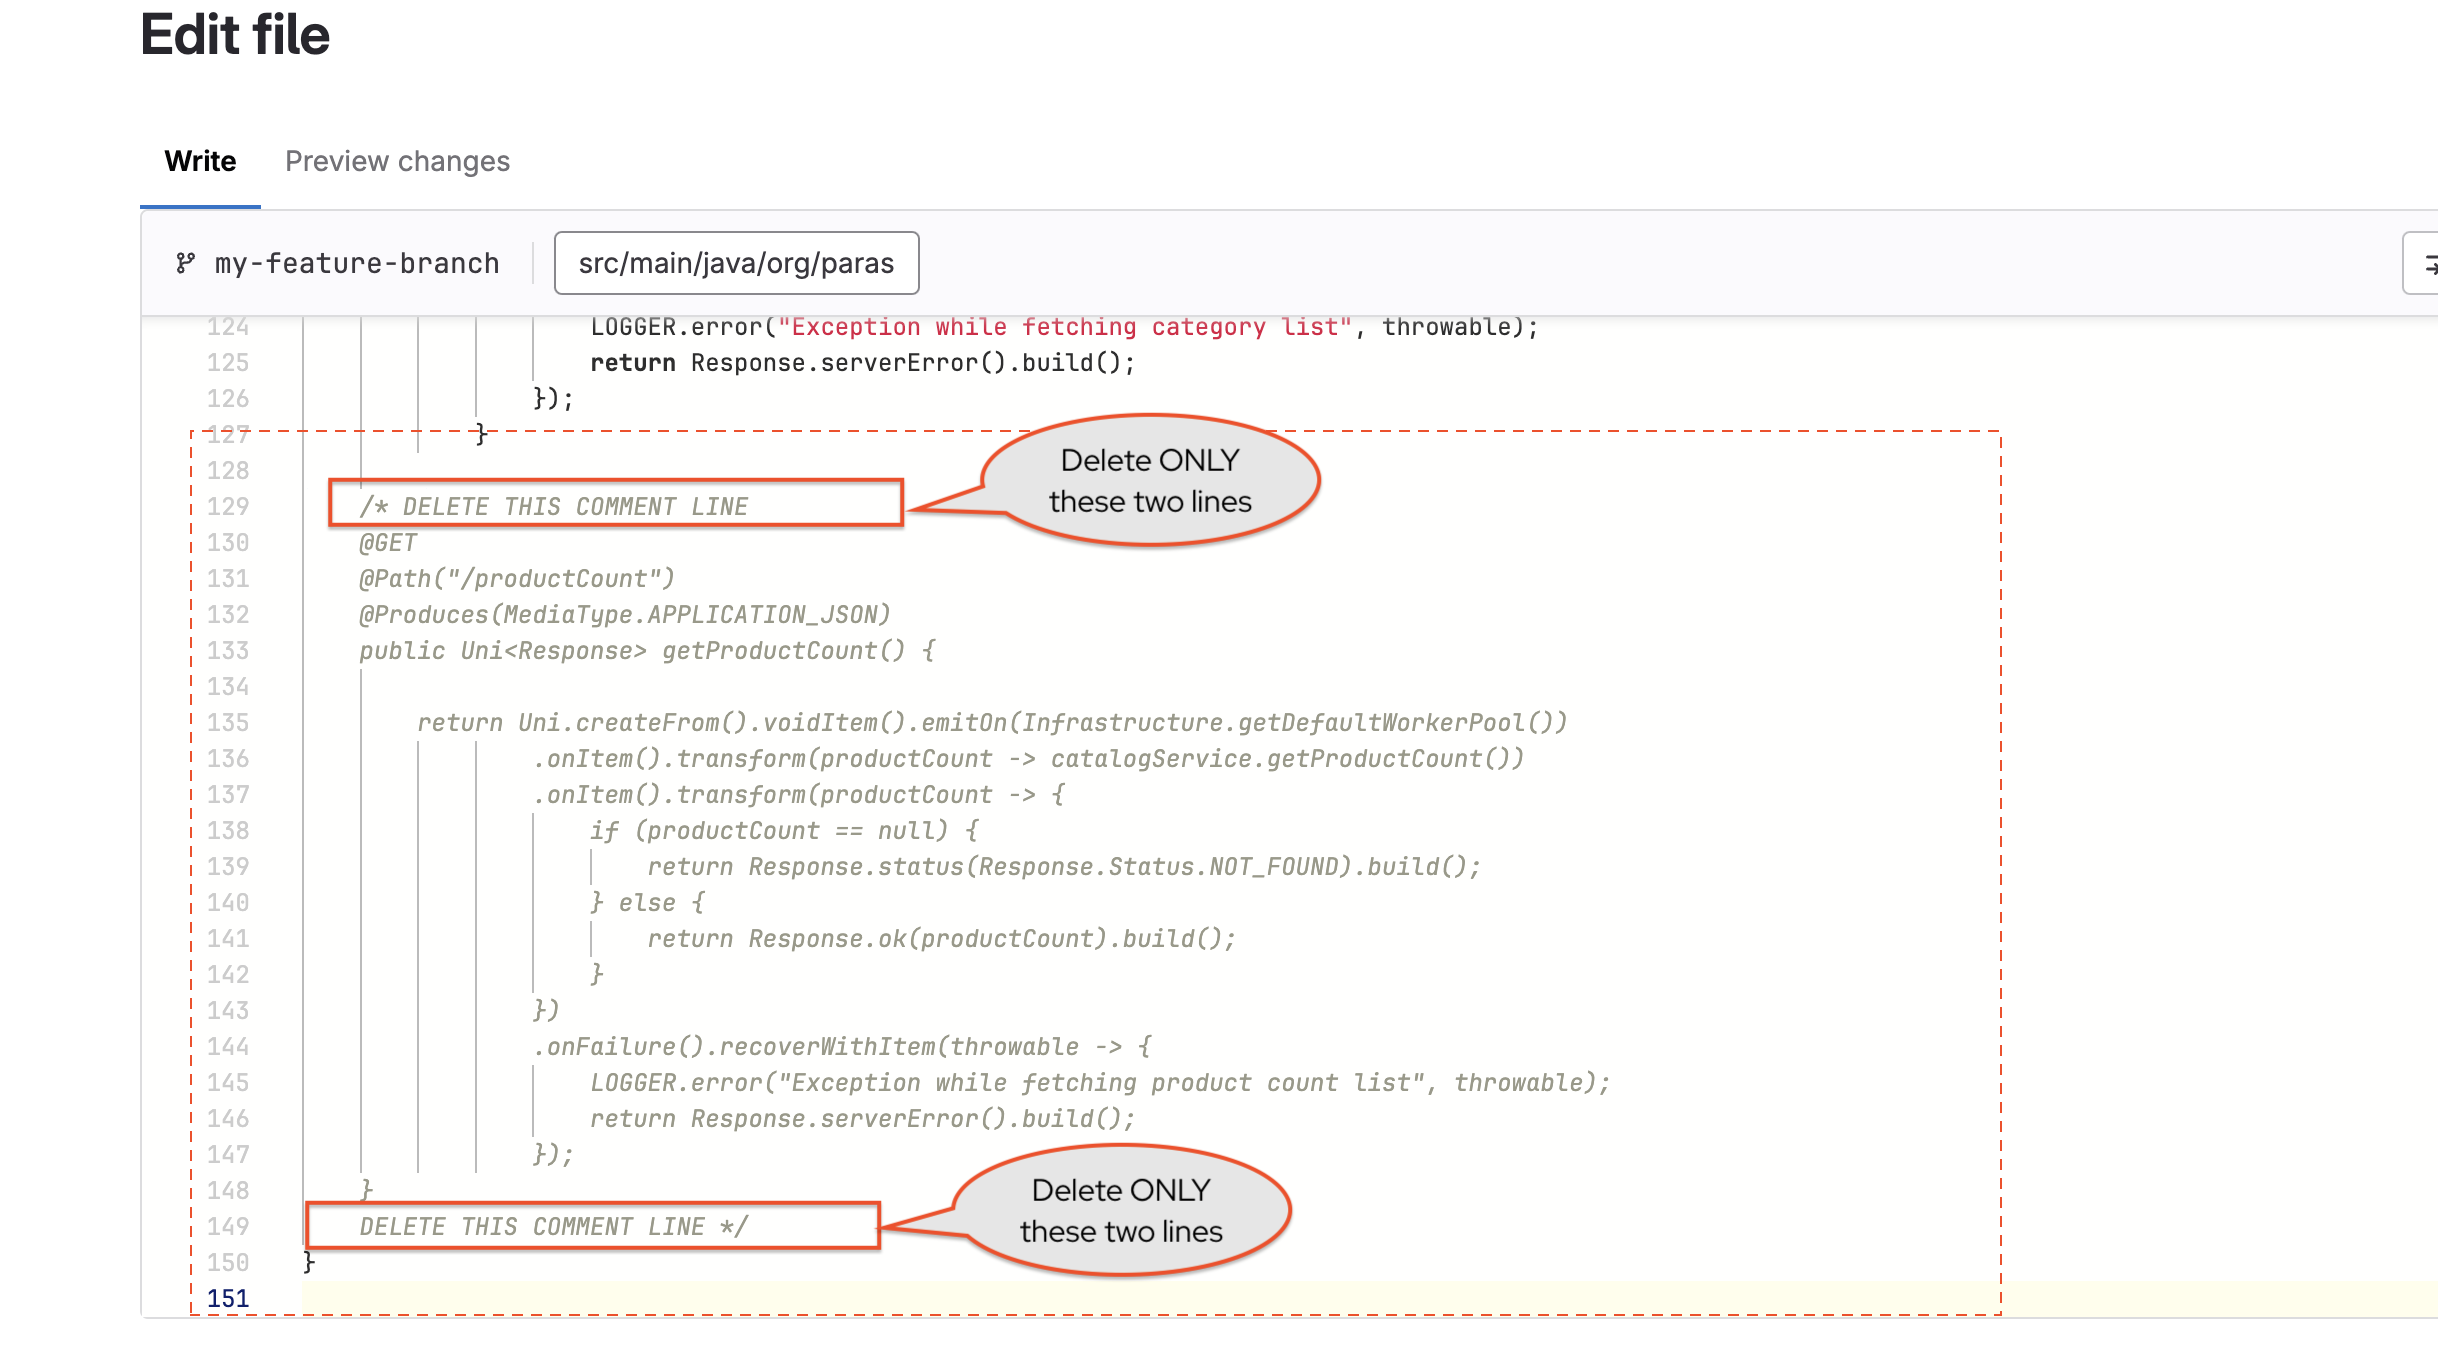 Edit file
Write Preview changes
my-feature-branch src/main/java/org/paras
124 LOGGER.error("Exception while fetching category list", throwable);
125 return Response.serverError().build();
126 });
127 }
128
Delete ONLY
these two lines
129 /* DELETE THIS COMMENT LINE
130 @GET
131 @Path("/productCount")
132 @Produces(MediaType.APPLICATION_JSON)
133 public Uni<Response> getProductCount() {
134
135 return Uni.createFrom().voidItem().emitOn(Infrastructure.getDefaultWorkerPool())
136 .onItem().transform(productCount -> catalogService.getProductCount())
137 .onItem().transform(productCount -> {
138 if (productCount == null) {
139 return Response.status(Response.Status.NOT_FOUND).build();
140 } else {
141 return Response.ok(productCount).build();
142 }
143 })
144 .onFailure().recoverWithItem(throwable -> {
145 LOGGER.error("Exception while fetching product count list", throwable);
146 return Response.serverError().build();
147 });
148 }
Delete ONLY
these two lines
149 DELETE THIS COMMENT LINE */
150 }
151